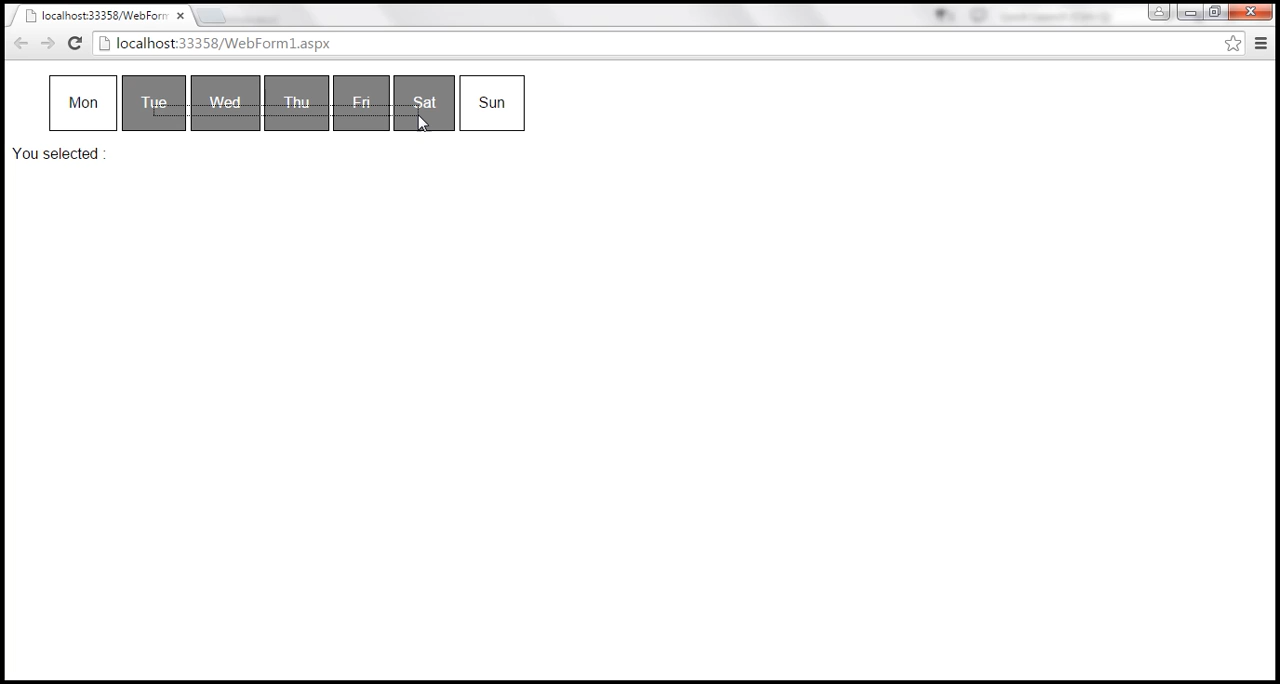 localhost:33358/WebForm
localhost:33358/WebForm1.aspx
Mon Tue Wed Thu Fri Sat Sun
You selected :